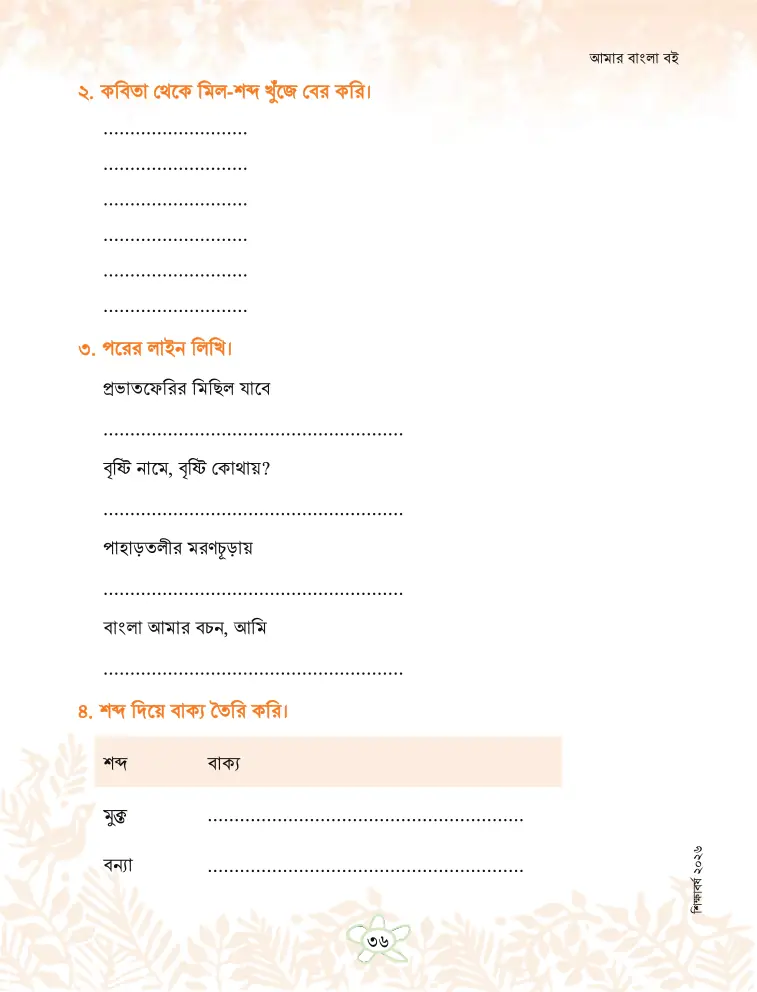 আমার বাংলা বই
২. কবিতা থেকে মিল-শব্দ খুঁজে বের করি।
...........................
...........................
...........................
...........................
...........................
...........................
৩. পরের লাইন লিখি।
প্রভাতফেরির মিছিল যাবে
........................................................
বৃষ্টি নামে, বৃষ্টি কোথায়?
........................................................
পাহাড়তলীর মরণচূড়ায়
........................................................
বাংলা আমার বচন, আমি
........................................................
৪. শব্দ দিয়ে বাক্য তৈরি করি।
শব্দ বাক্য
মুক্ত ...........................................................
বন্যা ...........................................................
শিক্ষাবর্ষ ২০২৬
৩৬